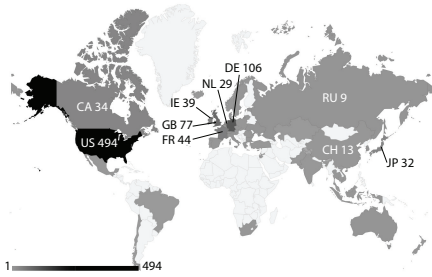 DE 106
NL 29
CA 34
IE 39
RU 9
GB 77
US 494
FR 44
CH 13
JP 32
1 494